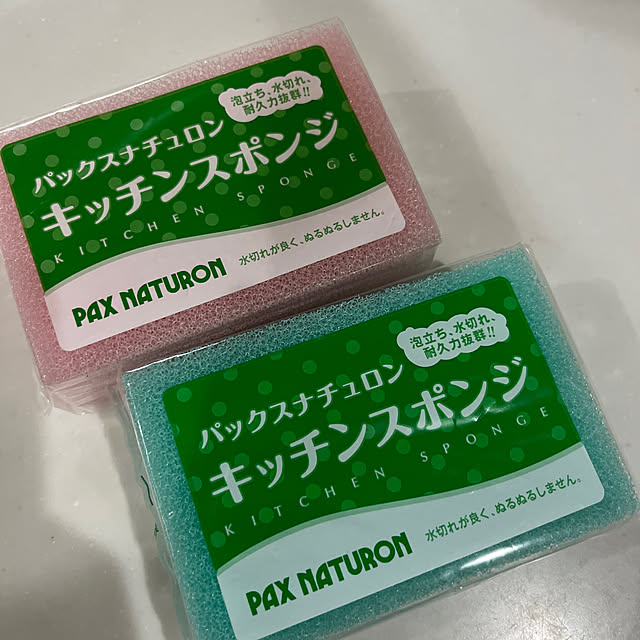 泡立ち、水切れ、
耐久力抜群!!
パックスナチュロン
キッチンスポンジ
KITCHEN SPONGE
PAX NATURON
水切れが良く、ぬるぬるしません。
泡立ち、水切れ、
耐久力抜群!!
パックスナチュロン
キッチンスポンジ
KITCHEN SPONGE
PAX NATURON
水切れが良く、ぬるぬるしません。